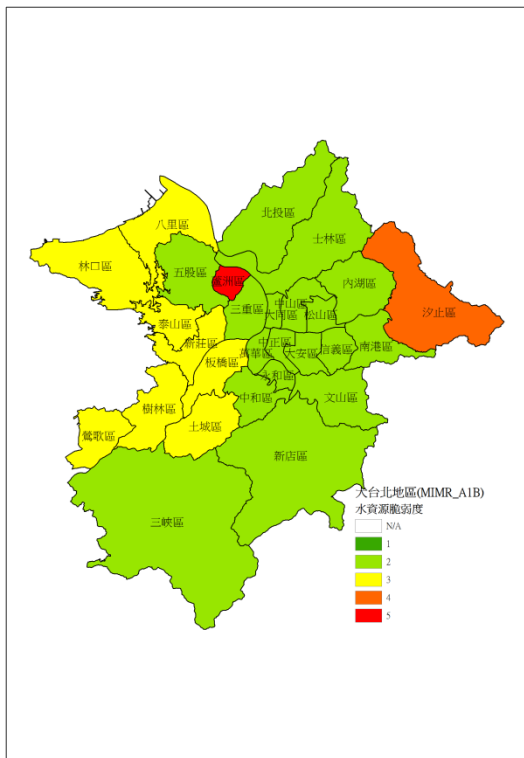 北投區
士林區
八里區
林口區
五股區
蘆洲區
內湖區
三重區
中山區
大同區
松山區
汐止區
泰山區
新莊區
板橋區
中正區
萬華區
大安區
信義區
南港區
永和區
中和區
文山區
樹林區
土城區
鶯歌區
新店區
三峽區
大台北地區(MIMR_A1B)
水資源脆弱度
N/A
1
2
3
4
5